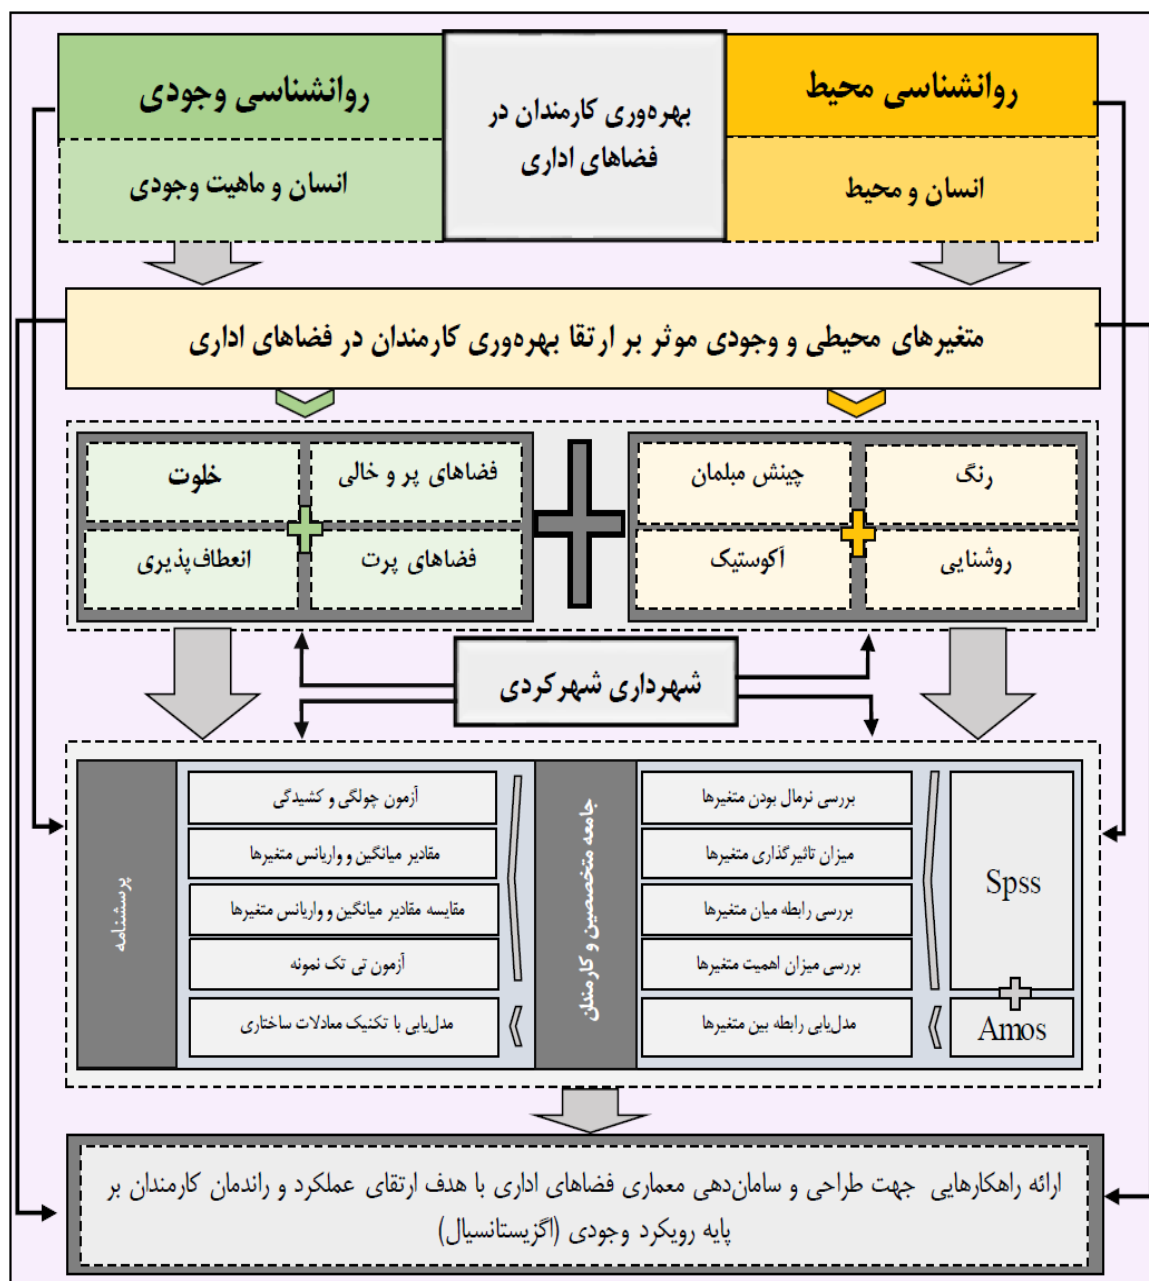 روانشناسی محیط
بهره‌وری کارمندان در
فضاهای اداری
روانشناسی وجودی
انسان و محیط
انسان و ماهیت وجودی
متغیرهای محیطی و وجودی موثر بر ارتقا بهره‌وری کارمندان در فضاهای اداری
رنگ
چینش مبلمان
روشنایی
آکوستیک
فضاهای پر و خالی
خلوت
فضاهای پرت
انعطاف‌پذیری
شهرداری شهرکردی
Spss
Amos
بررسی نرمال بودن متغیرها
میزان تاثیرگذاری متغیرها
بررسی رابطه میان متغیرها
بررسی میزان اهمیت متغیرها
مدل‌یابی رابطه بین متغیرها
جامعه متخصصین و کارمندان
آزمون چولگی و کشیدگی
مقادیر میانگین و واریانس متغیرها
مقایسه مقادیر میانگین و واریانس متغیرها
آزمون تی تک نمونه
مدل‌یابی با تکنیک معادلات ساختاری
پرسشنامه
ارائه راهکارهایی جهت طراحی و سامان‌دهی معماری فضاهای اداری با هدف ارتقای عملکرد و راندمان کارمندان بر
پایه رویکرد وجودی (اگزیستانسیال)